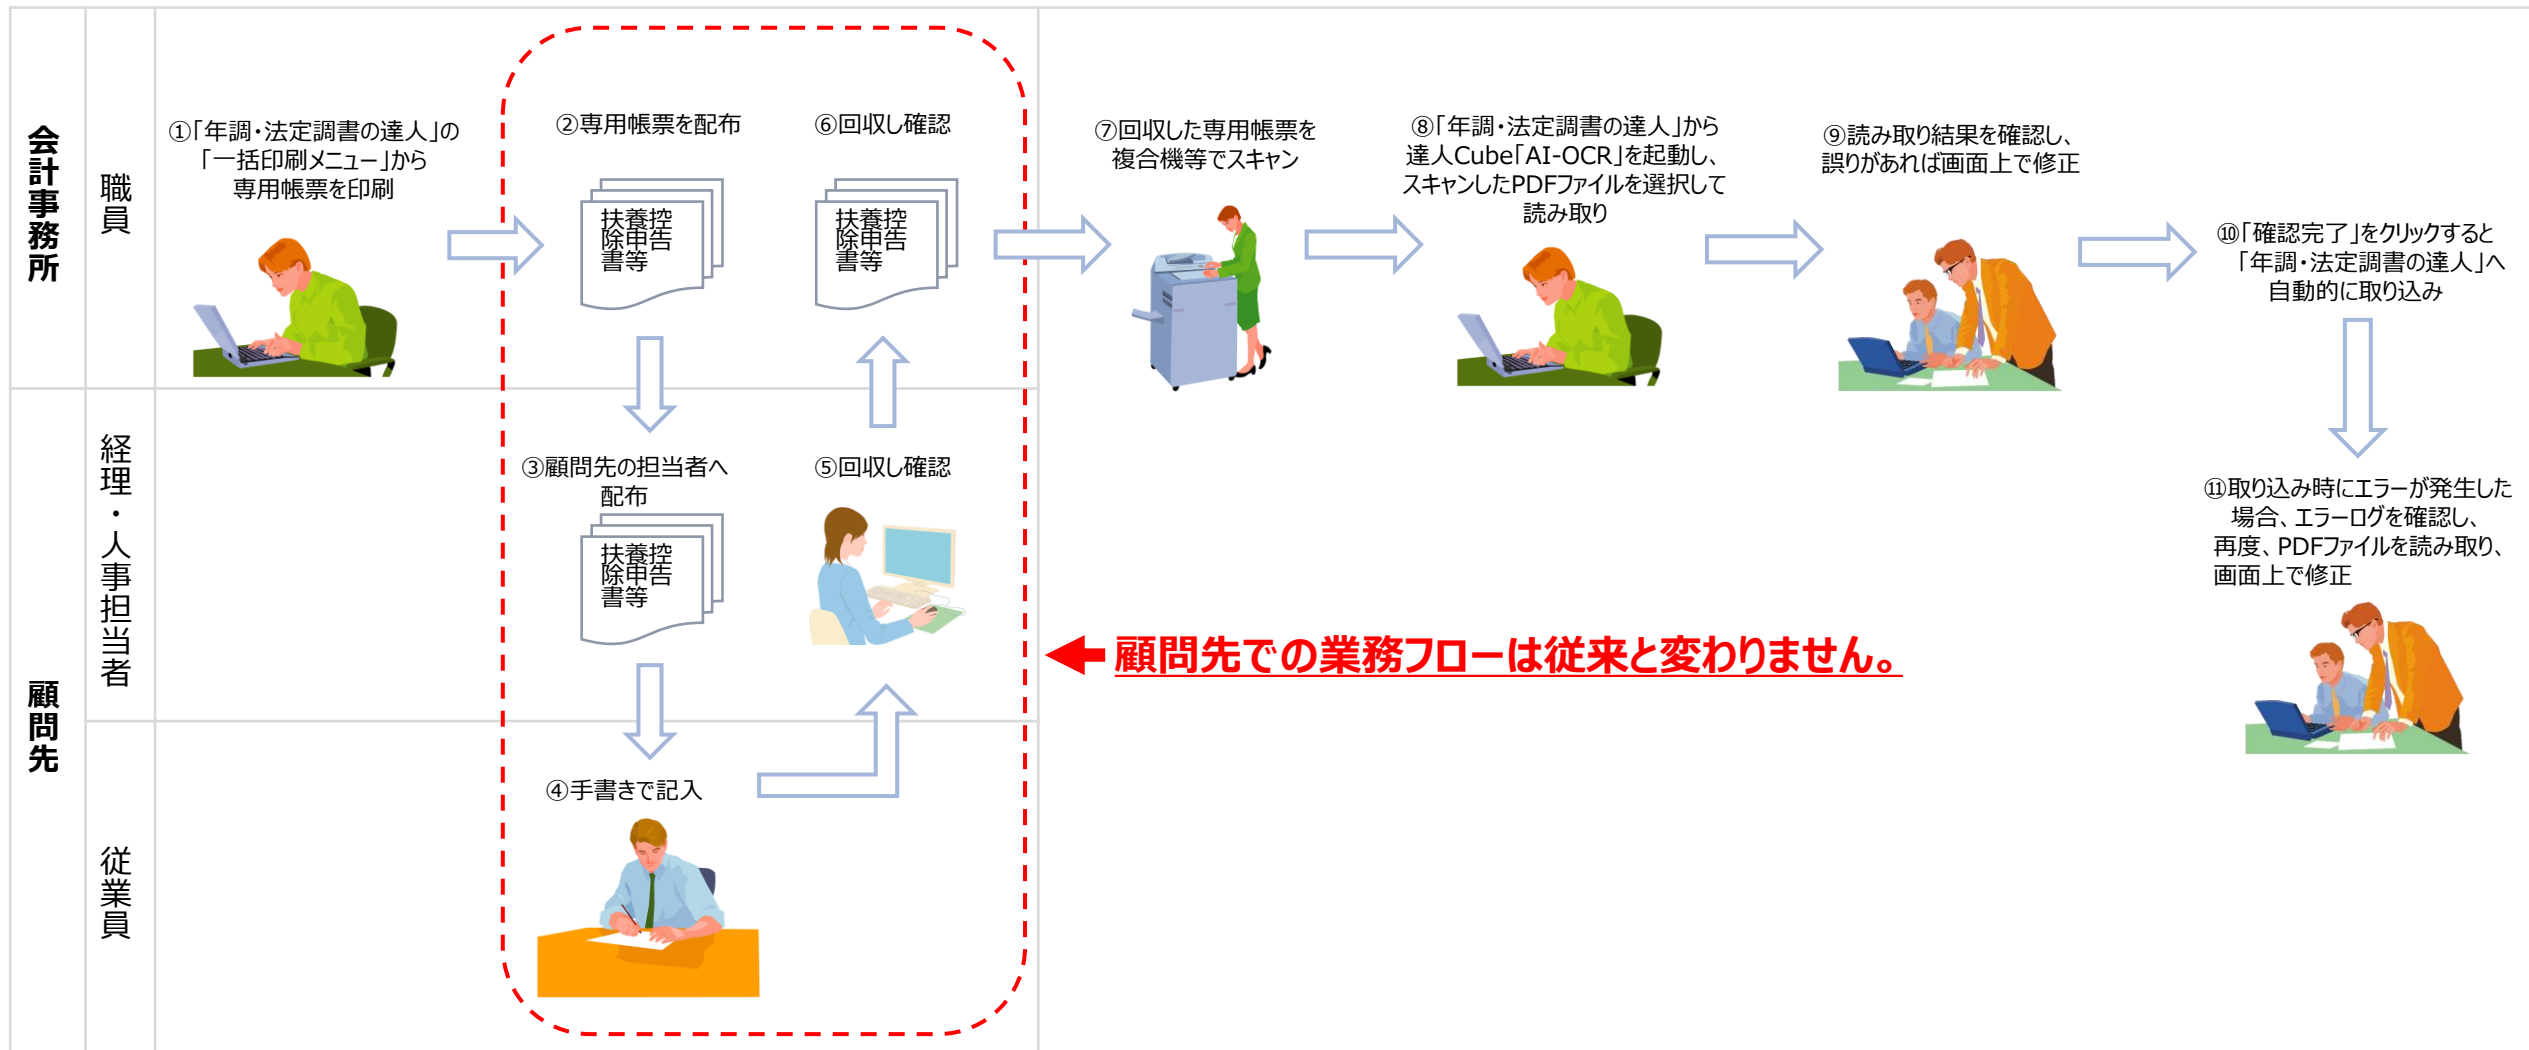 会計事務所
職員
①「年調・法定調書の達人」の
「一括印刷メニュー」から
専用帳票を印刷
②専用帳票を配布
扶養控
除申告
書等
⑥回収し確認
扶養控
除申告
書等
⑦回収した専用帳票を
複合機等でスキャン
⑧「年調・法定調書の達人」から
達人Cube「AI-OCR」を起動し、
スキャンしたPDFファイルを選択して
読み取り
⑨読み取り結果を確認し、
誤りがあれば画面上で修正
⑩「確認完了」をクリックすると
「年調・法定調書の達人」へ
自動的に取り込み
⑪取り込み時にエラーが発生した
場合、エラーログを確認し、
再度、PDFファイルを読み取り、
画面上で修正
顧問先
経理・人事担当者
③顧問先の担当者へ
配布
扶養控
除申告
書等
⑤回収し確認
顧問先での業務フローは従来と変わりません。
従業員
④手書きで記入